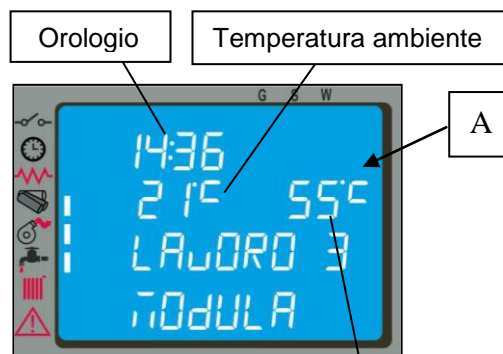 Orologio
Temperatura ambiente
G S W
A
14:36
21°C 55°C
LAVORO 3
MODULA